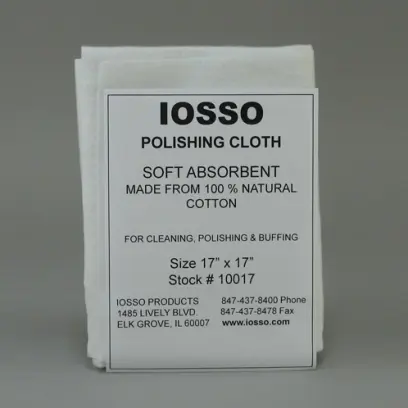 IOSSO
POLISHING CLOTH
SOFT ABSORBENT
MADE FROM 100 % NATURAL
COTTON
FOR CLEANING, POLISHING & BUFFING
Size 17" x 17"
Stock # 10017
IOSSO PRODUCTS 847-437-8400 Phone
1485 LIVELY BLVD. 847-437-8478 Fax
ELK GROVE, IL 60007 www.iosso.com